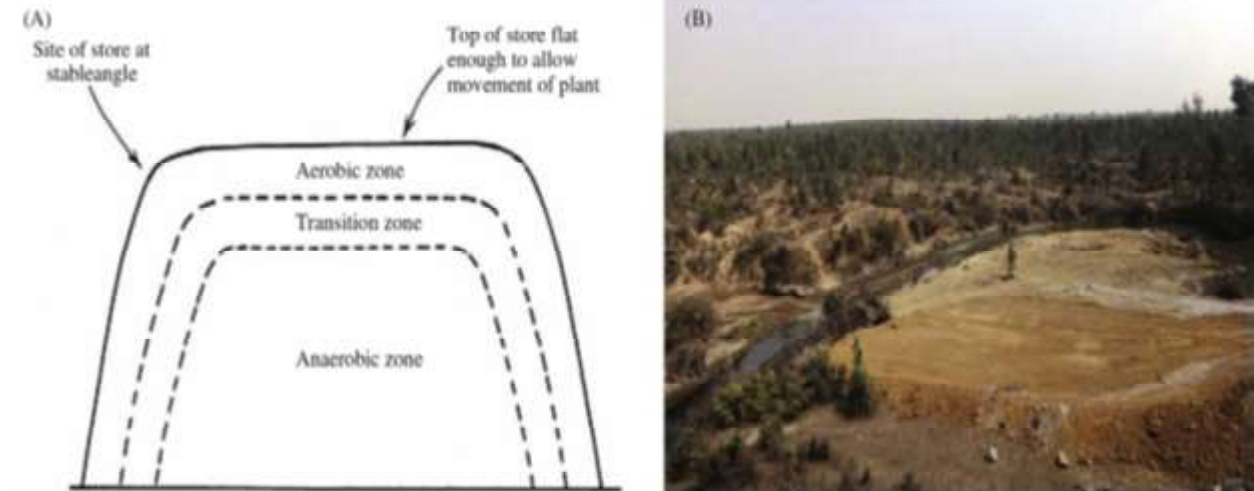 (A)
Site of store at
stableangle
Top of store flat
enough to allow
movement of plant
Aerobic zone
Transition zone
Anaerobic zone
(B)